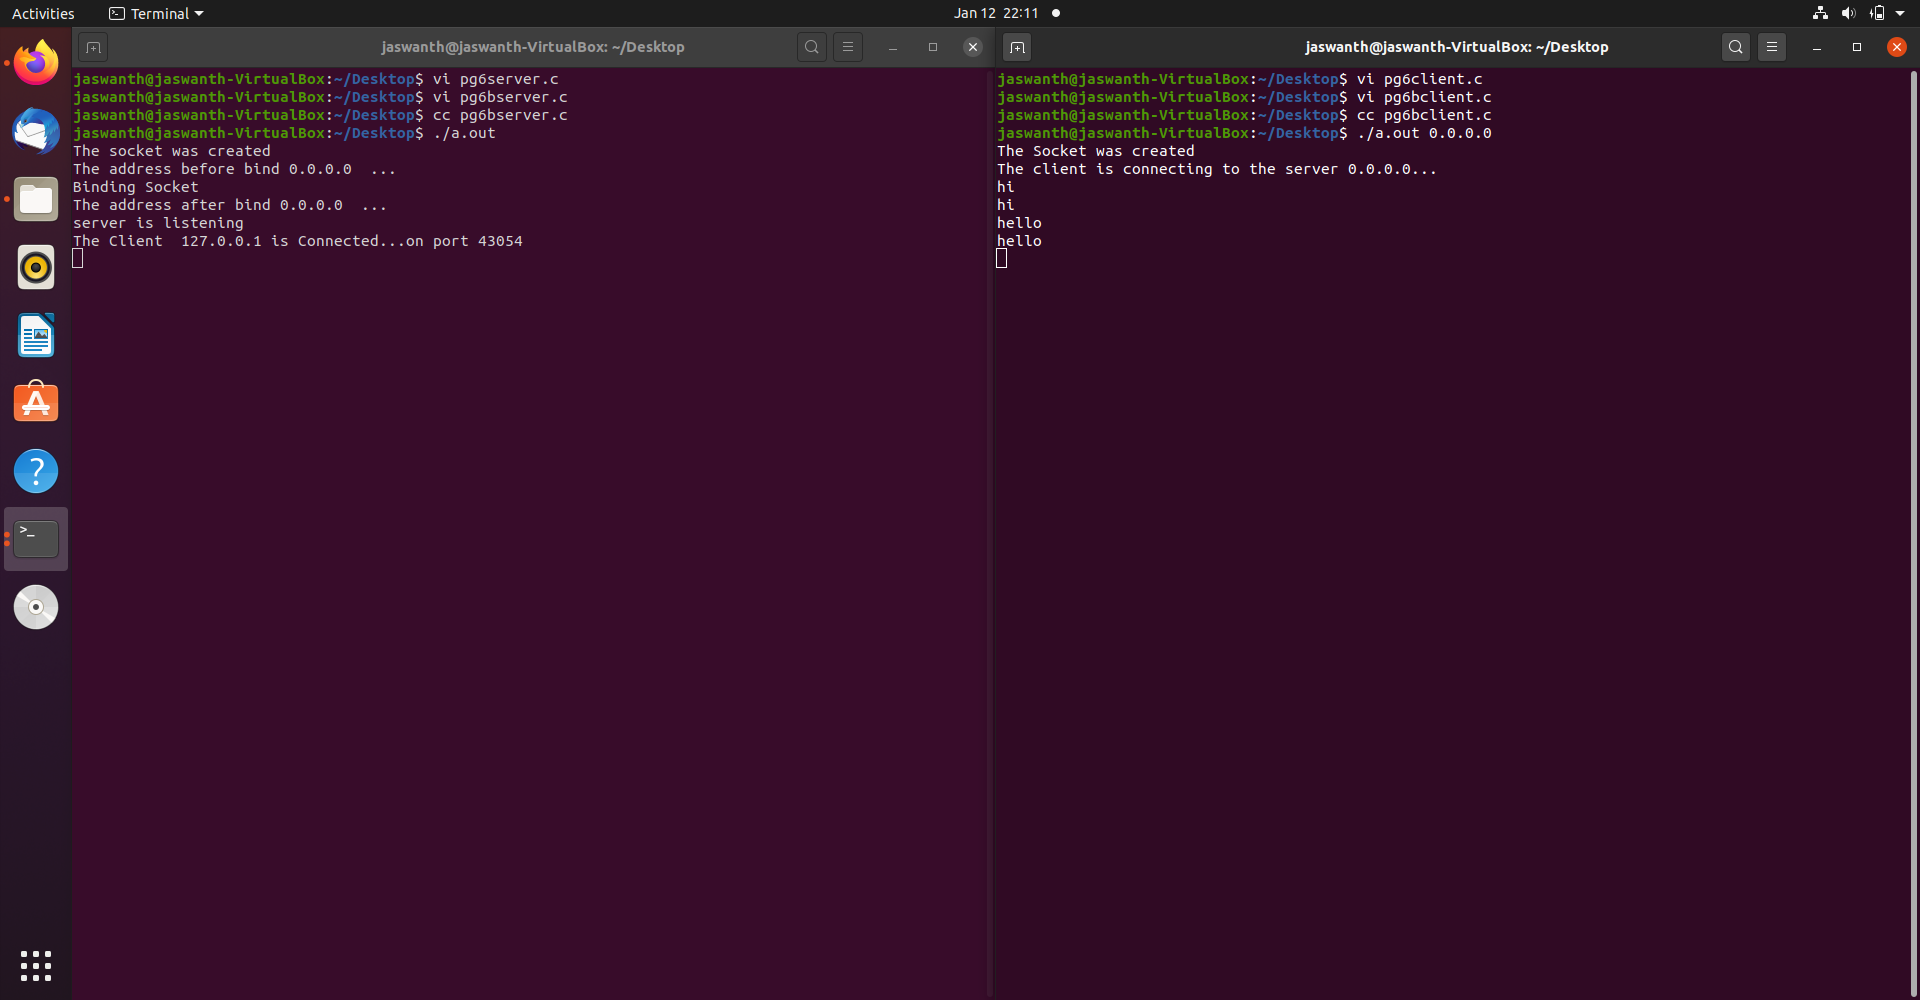 Activities Terminal Jan 12 22:11
jaswanth@jaswanth-VirtualBox: ~/Desktop
jaswanth@jaswanth-VirtualBox:~/Desktop$ vi pg6server.c
jaswanth@jaswanth-VirtualBox:~/Desktop$ vi pg6bserver.c
jaswanth@jaswanth-VirtualBox:~/Desktop$ cc pg6bserver.c
jaswanth@jaswanth-VirtualBox:~/Desktop$ ./a.out
The socket was created
The address before bind 0.0.0.0  ...
Binding Socket
The address after bind 0.0.0.0  ...
server is listening
The Client  127.0.0.1 is Connected...on port 43054
jaswanth@jaswanth-VirtualBox: ~/Desktop
jaswanth@jaswanth-VirtualBox:~/Desktop$ vi pg6client.c
jaswanth@jaswanth-VirtualBox:~/Desktop$ vi pg6bclient.c
jaswanth@jaswanth-VirtualBox:~/Desktop$ cc pg6bclient.c
jaswanth@jaswanth-VirtualBox:~/Desktop$ ./a.out 0.0.0.0
The Socket was created
The client is connecting to the server 0.0.0.0...
hi
hi
hello
hello